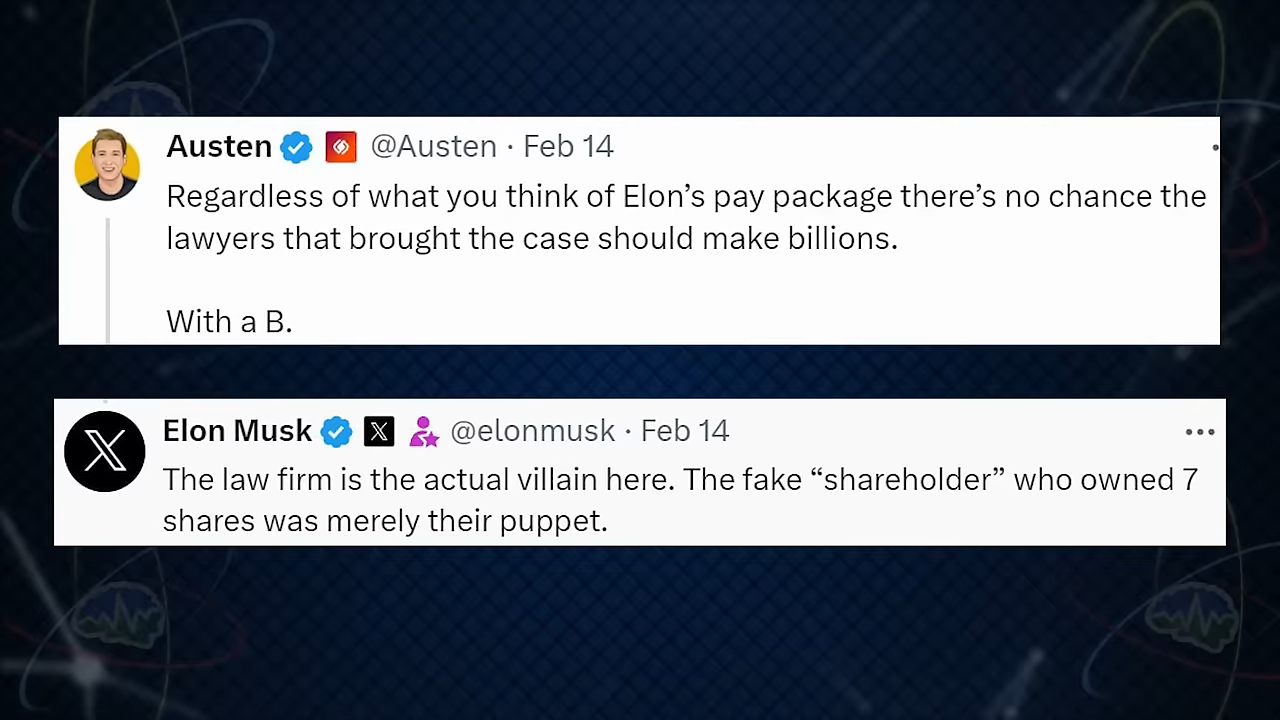 Austen @Austen · Feb 14
Regardless of what you think of Elon’s pay package there’s no chance the
lawyers that brought the case should make billions.
With a B.
Elon Musk @elonmusk · Feb 14
The law firm is the actual villain here. The fake “shareholder” who owned 7
shares was merely their puppet.